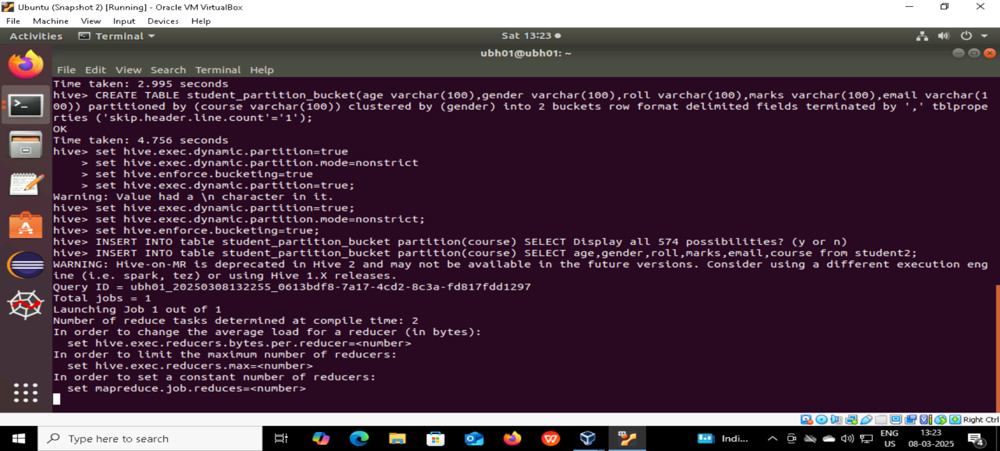 Ubuntu (Snapshot 2) [Running] - Oracle VM VirtualBox
File Machine View Input Devices Help
Activities Terminal Sat 13:23
ubh01@ubh01: ~
File Edit View Search Terminal Help
Time taken: 2.995 seconds
hive> CREATE TABLE student_partition_bucket(age varchar(100),gender varchar(100),roll varchar(100),marks varchar(100),email varchar(1
00)) partitioned by (course varchar(100)) clustered by (gender) into 2 buckets row format delimited fields terminated by ',' tblprope
rties ('skip.header.line.count'='1');
OK
Time taken: 4.756 seconds
hive> set hive.exec.dynamic.partition=true
    > set hive.exec.dynamic.partition.mode=nonstrict
    > set hive.enforce.bucketing=true
    > set hive.exec.dynamic.partition=true;
Warning: Value had a \n character in it.
hive> set hive.exec.dynamic.partition=true;
hive> set hive.exec.dynamic.partition.mode=nonstrict;
hive> set hive.enforce.bucketing=true;
hive> INSERT INTO table student_partition_bucket partition(course) SELECT Display all 574 possibilities? (y or n)
hive> INSERT INTO table student_partition_bucket partition(course) SELECT age,gender,roll,marks,email,course from student2;
WARNING: Hive-on-MR is deprecated in Hive 2 and may not be available in the future versions. Consider using a different execution eng
ine (i.e. spark, tez) or using Hive 1.X releases.
Query ID = ubh01_20250308132255_0613bdf8-7a17-4cd2-8c3a-fd817fdd1297
Total jobs = 1
Launching Job 1 out of 1
Number of reduce tasks determined at compile time: 2
In order to change the average load for a reducer (in bytes):
  set hive.exec.reducers.bytes.per.reducer=<number>
In order to limit the maximum number of reducers:
  set hive.exec.reducers.max=<number>
In order to set a constant number of reducers:
  set mapreduce.job.reduces=<number>
Right Ctrl
Type here to search Indi... ENG 13:23
US 08-03-2025 4